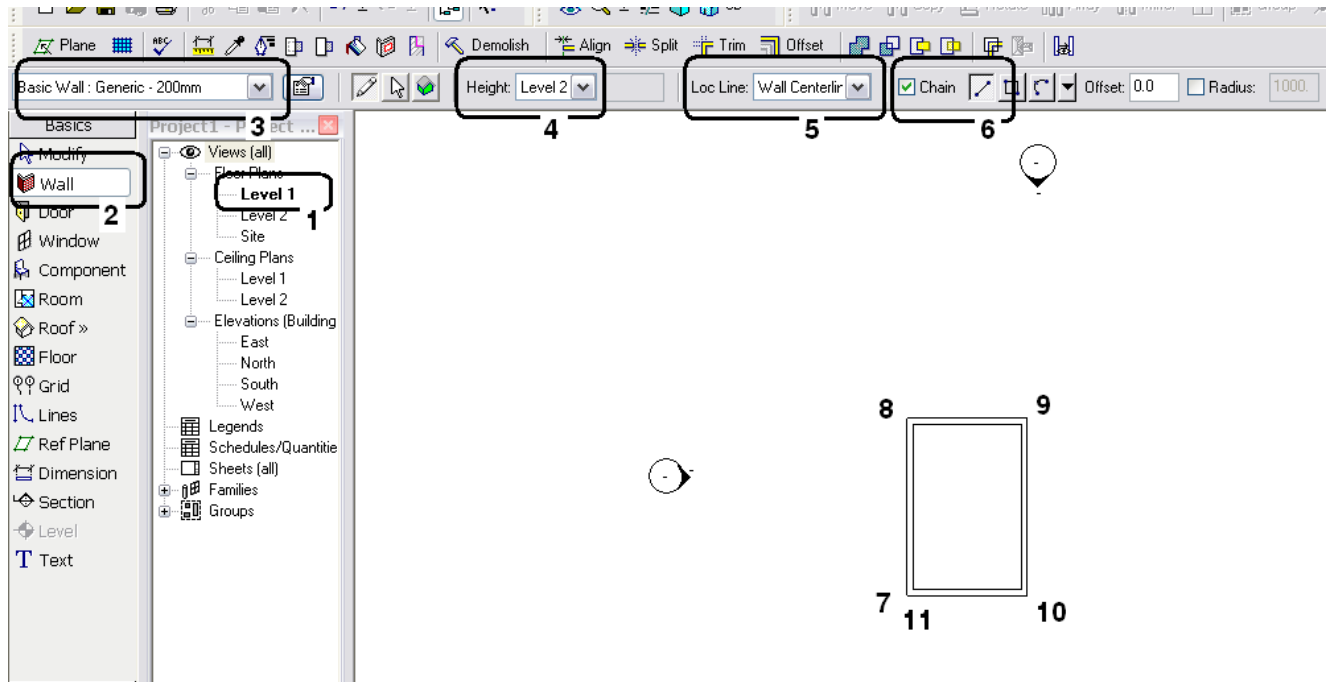 Plane Demolish Align Split Trim Offset
Basic Wall : Generic - 200mm Height: Level 2 Loc Line: Wall Centerlin Chain Offset: 0.0 Radius: 1000.
3 4 5 6
Basics
Modify
Wall
2
Door
Window
Component
Room
Roof »
Floor
Grid
Lines
Ref Plane
Dimension
Section
Level
Text
Project1 - P ect ...
Views (all)
Floor Plans
Level 1
1
Level 2
Site
Ceiling Plans
Level 1
Level 2
Elevations (Building
East
North
South
West
Legends
Schedules/Quantitie
Sheets (all)
Families
Groups
8 9
7 11 10